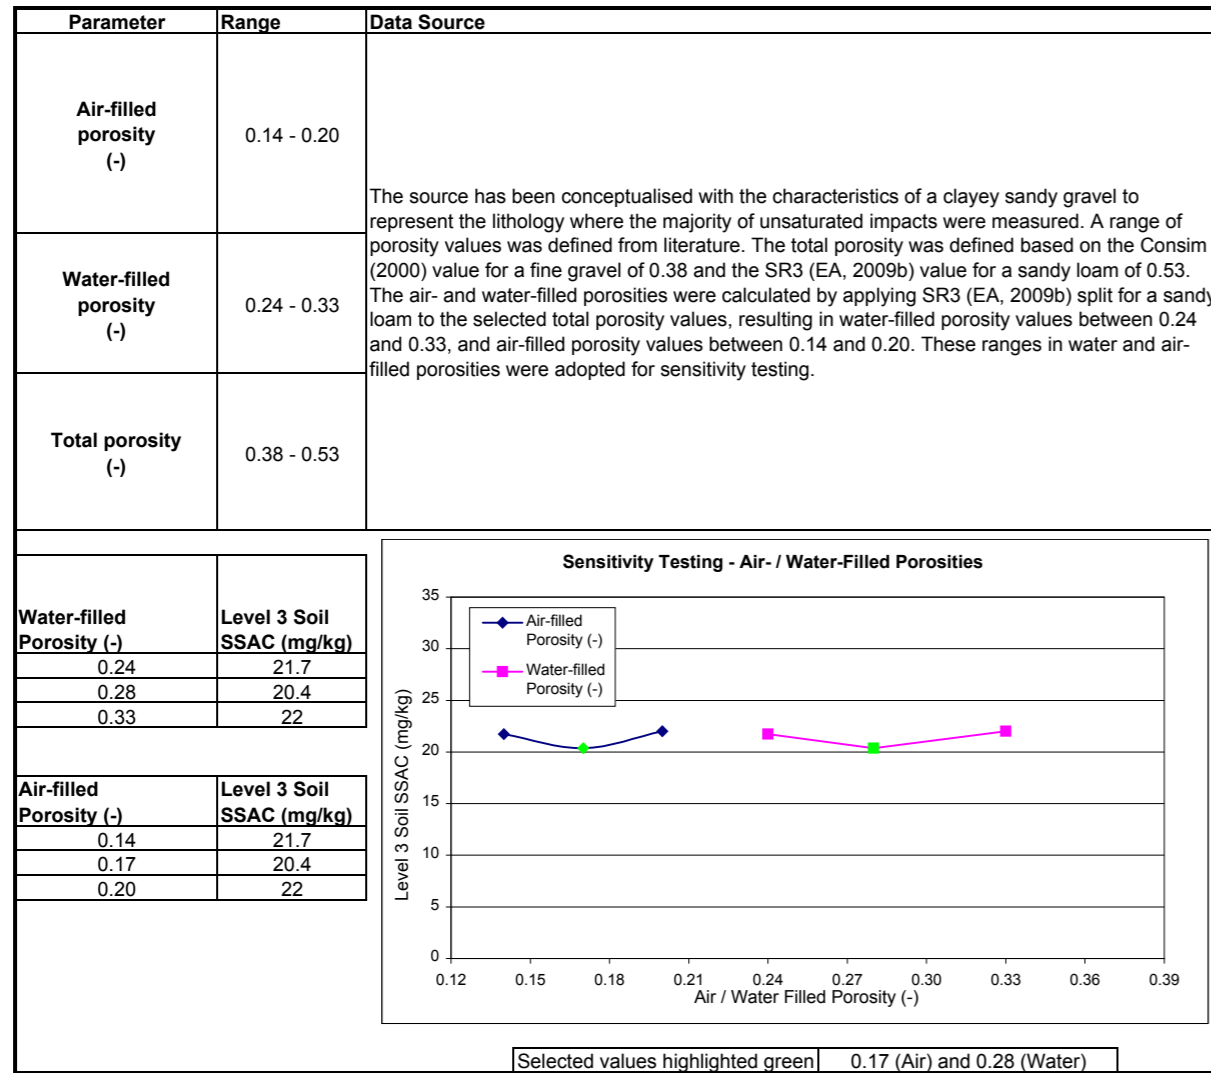 Parameter Range Data Source
Air-filled
porosity
(-)
0.14 - 0.20
Water-filled
porosity
(-)
0.24 - 0.33
Total porosity
(-)
0.38 - 0.53
The source has been conceptualised with the characteristics of a clayey sandy gravel to
represent the lithology where the majority of unsaturated impacts were measured. A range of
porosity values was defined from literature. The total porosity was defined based on the Consim
(2000) value for a fine gravel of 0.38 and the SR3 (EA, 2009b) value for a sandy loam of 0.53.
The air- and water-filled porosities were calculated by applying SR3 (EA, 2009b) split for a sandy
loam to the selected total porosity values, resulting in water-filled porosity values between 0.24
and 0.33, and air-filled porosity values between 0.14 and 0.20. These ranges in water and air-
filled porosities were adopted for sensitivity testing.
Water-filled
Porosity (-)
Level 3 Soil
SSAC (mg/kg)
0.24 21.7
0.28 20.4
0.33 22
Air-filled
Porosity (-)
Level 3 Soil
SSAC (mg/kg)
0.14 21.7
0.17 20.4
0.20 22
Sensitivity Testing - Air- / Water-Filled Porosities
Level 3 Soil SSAC (mg/kg)
35
30
25
20
15
10
5
0
Air-filled
Porosity (-)
Water-filled
Porosity (-)
0.12 0.15 0.18 0.21 0.24 0.27 0.30 0.33 0.36 0.39
Air / Water Filled Porosity (-)
Selected values highlighted green 0.17 (Air) and 0.28 (Water)